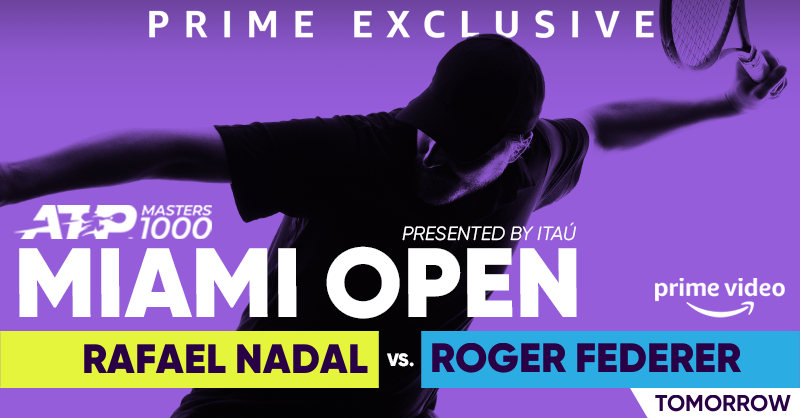 PRIME EXCLUSIVE
ATP MASTERS 1000
PRESENTED BY ITAÚ
MIAMI OPEN
prime video
RAFAEL NADAL vs. ROGER FEDERER
TOMORROW